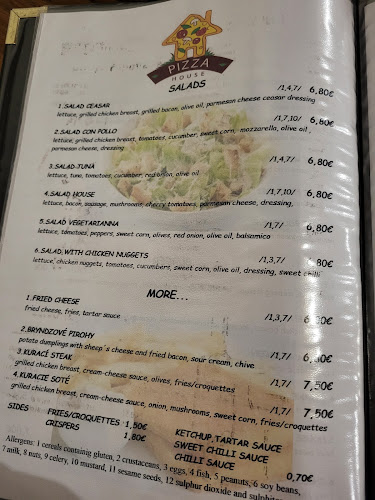 PIZZA
HOUSE
SALADS
1.SALAD CEASAR /1,4,7/ 6,80€
lettuce, grilled chicken breast, grilled bacon, olive oil, parmesan cheese ceasar dressing
2.SALAD CON POLLO /1,7,10/ 6,80€
lettuce, grilled chicken breast, tomatoes, cucumber, sweet corn, mozzarella, olive oil,
parmesan cheese, dressing
3.SALAD TUNA /1,4,7/ 6,80€
lettuce, tuna, tomatoes, cucumber, red onion, olive oil
4.SALAD HOUSE /1,7,10/ 6,80€
lettuce, bacon, sausage, mushrooms, cherry tomatoes, parmesan cheese, dressing,
5.SALAD VEGETARIANNA /1,7/ 6,80€
lettuce, tomatoes, peppers, sweet corn, olives, red onion, olive oil, balsamico
6.SALAD WITH CHICKEN NUGGETS /1,3,7/ 6,80€
lettuce, chicken nuggets, tomatoes, cucumbers, sweet corn, olive oil, dressing, sweet chilli
MORE...
1.FRIED CHEESE /1,3,7/
fried cheese, fries, tartar sauce
2.BRYNDZOVÉ PIROHY /1,7/
potato dumplings with sheep´s cheese and fried bacon, sour cream, chive
3.KURACÍ STEAK /1,7/ 7,50€
grilled chicken breast, cream-cheese sauce, olives, fries/croquettes
4.KURACIE SOTÉ /1,7/ 7,50€
grilled chicken breast, cream-cheese sauce, onion, mushrooms, sweet corn, fries/croquettes
SIDES FRIES/CROQUETTES 1,50€ KETCHUP, TARTAR SAUCE
CRISPERS 1,80€ SWEET CHILLI SAUCE
CHILLI SAUCE 0,70€
Allergens: 1 cereals containig gluten, 2 crustaccans, 3 eggs, 4 fish, 5 peanuts, 6 soy beans,
7 milk, 8 nuts, 9 celery, 10 mustard, 11 sesame seeds, 12 sulphur dioxide and